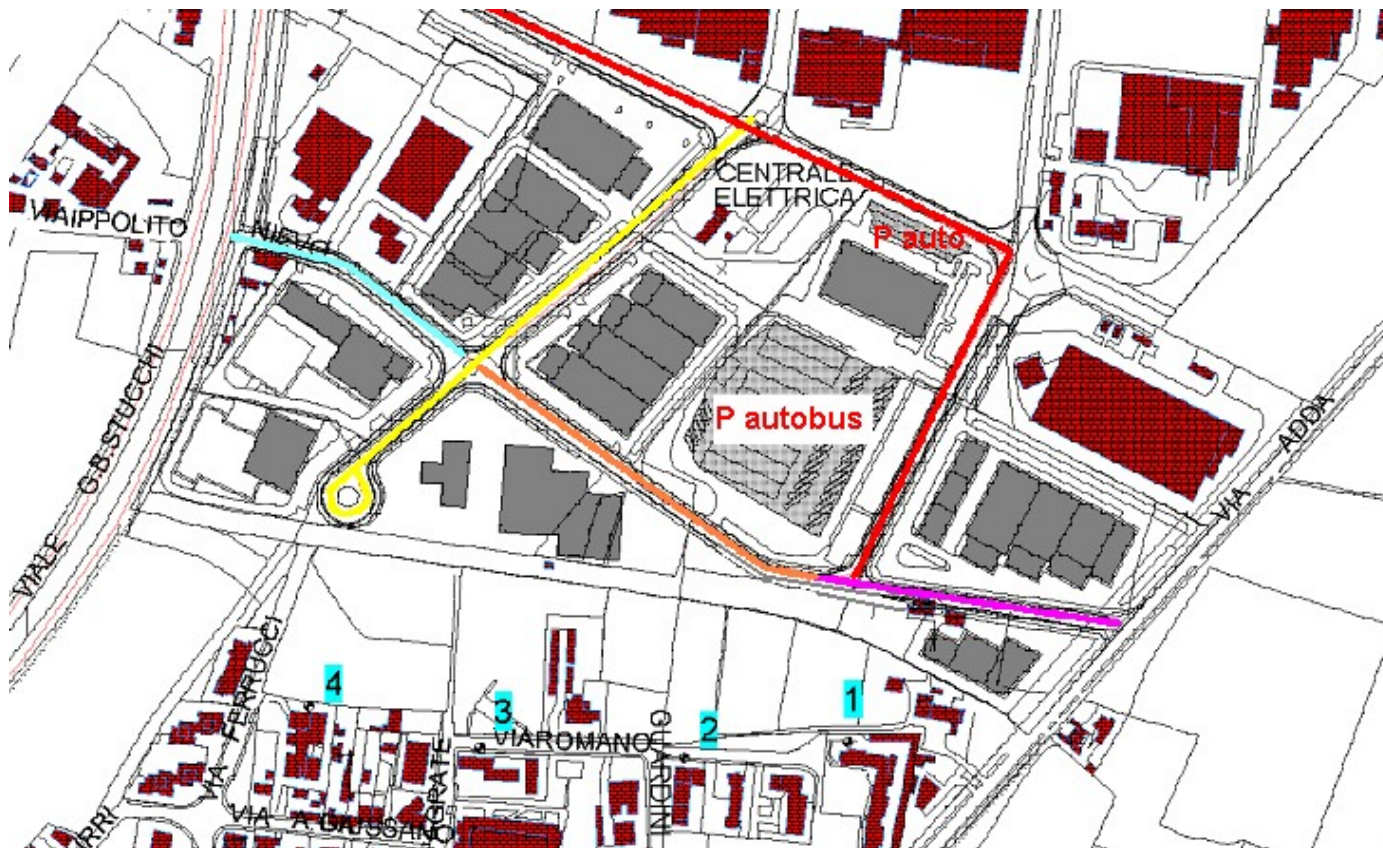 CENTRALE
ELETTRICA
VIA IPPOLITO
NIEVO
P auto
P autobus
VIALE G.B.STUCCHI
VIA ADDA
4
3
2
1
VIA FERRUCCI
VIA ROMANO
GUARDINI
AGRATE
VIA A.